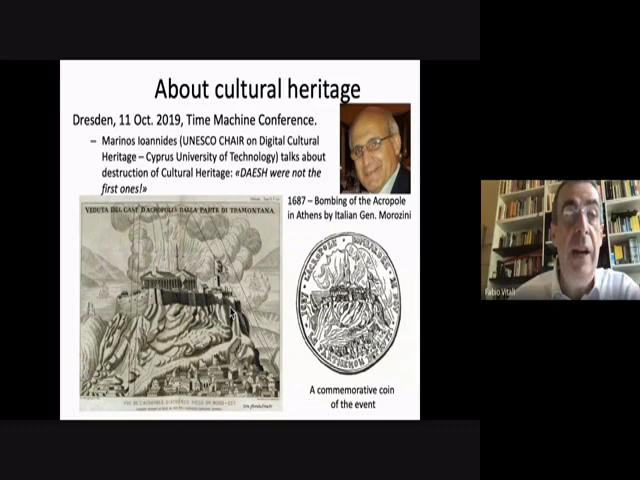 About cultural heritage
Dresden, 11 Oct. 2019, Time Machine Conference.
– Marinos Ioannides (UNESCO CHAIR on Digital Cultural
Heritage – Cyprus University of Technology) talks about
destruction of Cultural Heritage: «DAESH were not the
first ones!»
1687 – Bombing of the Acropole
in Athens by Italian Gen. Morozini
VEDUTA DEL CAST. D'ACROPOLIS DALLA PARTE DI TRAMONTANA.
A commemorative coin
of the event
Fabio Vitali